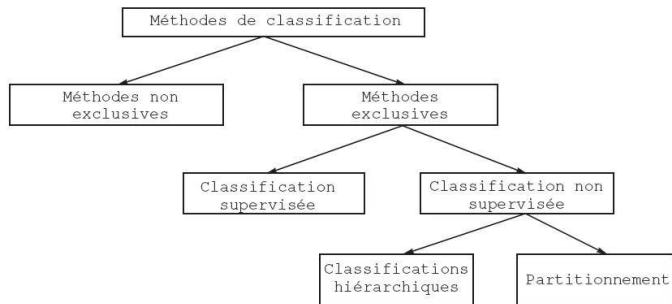 Méthodes de classification
Méthodes non
exclusives
Méthodes
exclusives
Classification
supervisée
Classification non
supervisée
Classifications
hiérarchiques
Partitionnement